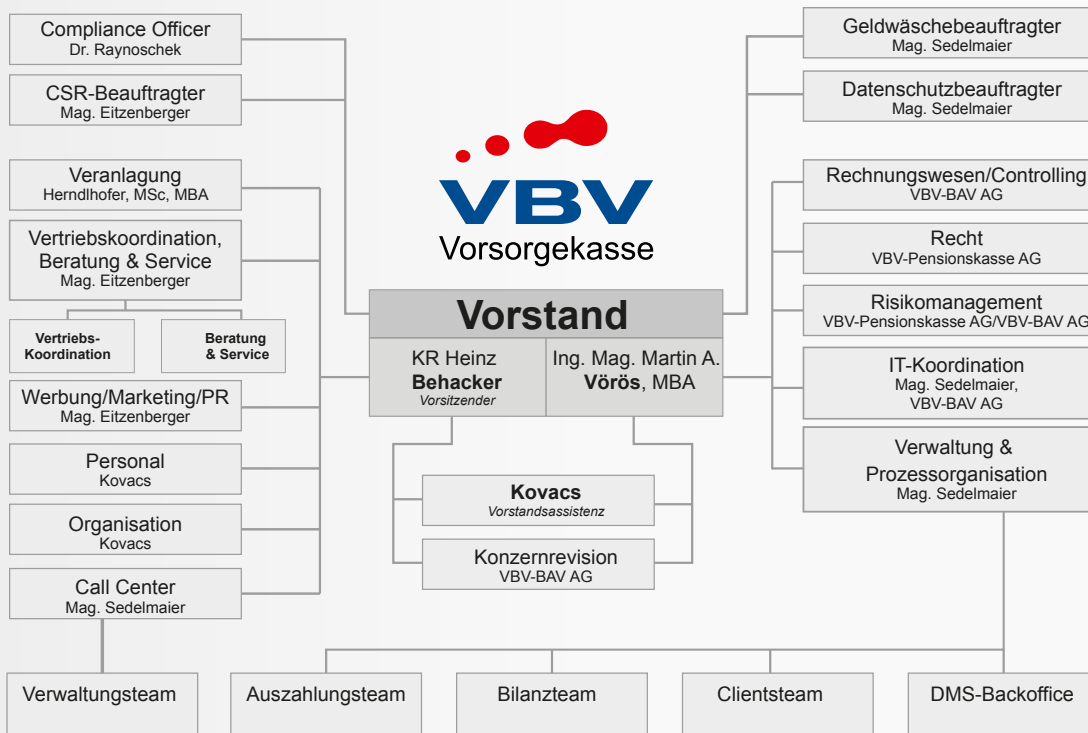 Compliance Officer
Dr. Raynoschek
CSR-Beauftragter
Mag. Eitzenberger
Veranlagung
Herndlhofer, MSc, MBA
Vertriebskoordination,
Beratung & Service
Mag. Eitzenberger
Vertriebs-
Koordination
Beratung
& Service
Werbung/Marketing/PR
Mag. Eitzenberger
Personal
Kovacs
Organisation
Kovacs
Call Center
Mag. Sedelmaier
VBV
Vorsorgekasse
Vorstand
KR Heinz
Behacker
Vorsitzender
Ing. Mag. Martin A.
Vörös, MBA
Kovacs
Vorstandsassistenz
Konzernrevision
VBV-BAV AG
Geldwäschebeauftragter
Mag. Sedelmaier
Datenschutzbeauftragter
Mag. Sedelmaier
Rechnungswesen/Controlling
VBV-BAV AG
Recht
VBV-Pensionskasse AG
Risikomanagement
VBV-Pensionskasse AG/VBV-BAV AG
IT-Koordination
Mag. Sedelmaier,
VBV-BAV AG
Verwaltung &
Prozessorganisation
Mag. Sedelmaier
Verwaltungsteam
Auszahlungsteam
Bilanzteam
Clientsteam
DMS-Backoffice